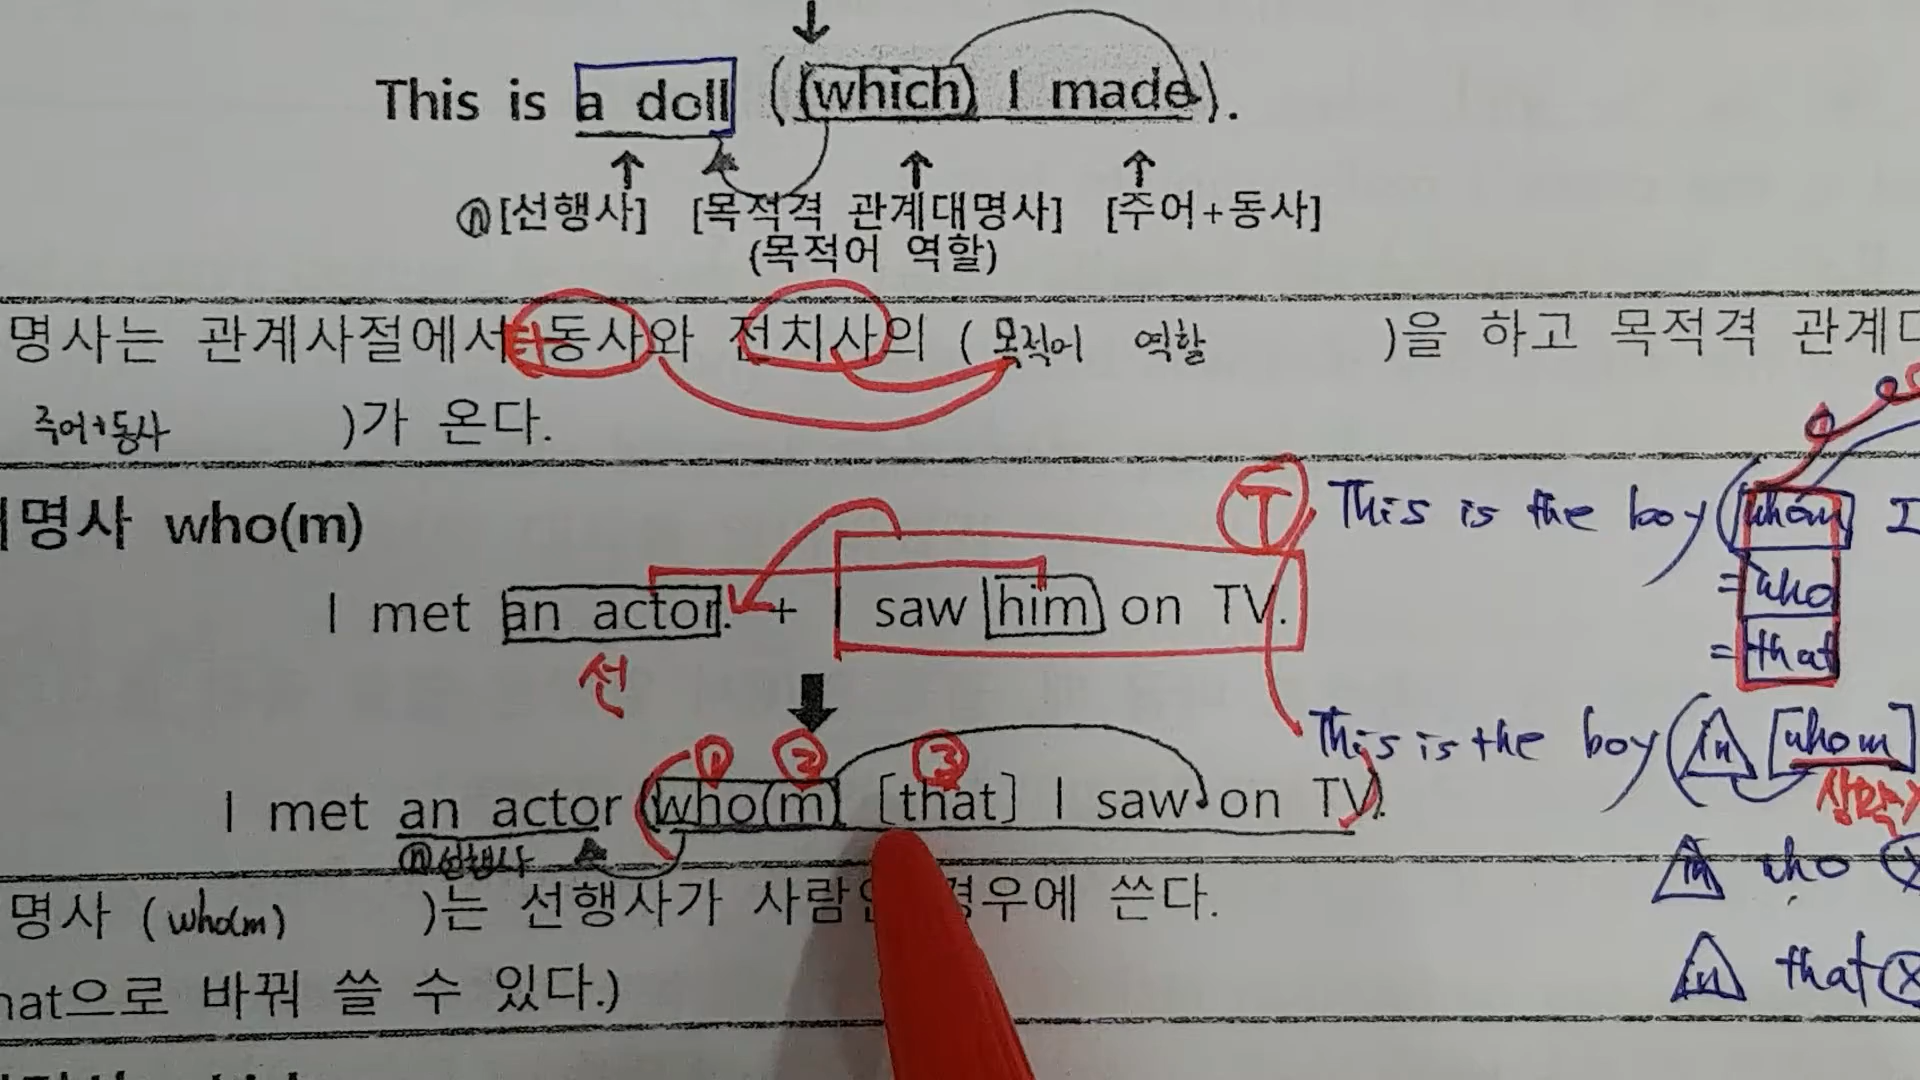 This is a doll ((which) I made).
ⓝ[선행사] [목적격 관계대명사] [주어+동사]
(목적어 역할)
명사는 관계사절에서 타동사와 전치사의 ( 목적어 역할 )을 하고 목적격 관계대
주어+동사 )가 온다.
명사 who(m)
T This is the boy (whom I
I met an actor. + I saw him on TV.
= who
= that
선
This is the boy (in [whom]
① ② ③
I met an actor (who(m) [that] I saw on TV).
ⓝ선행사
in who ⓧ
명사 ( who(m) )는 선행사가 사람인 경우에 쓴다.
in that ⓧ
hat으로 바꿔 쓸 수 있다.)